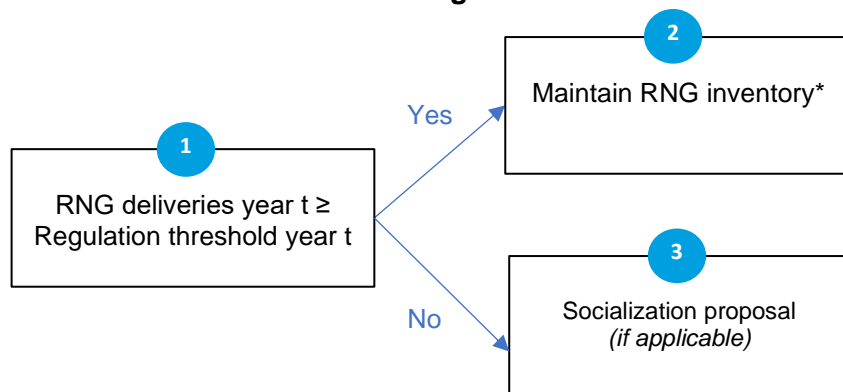 2
Maintain RNG inventory*
Yes
1
RNG deliveries year t ≥
Regulation threshold year t
3
Socialization proposal
(if applicable)
No